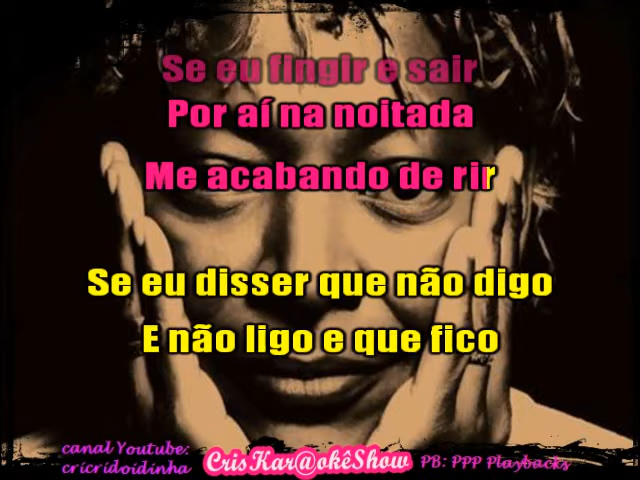 Se eu fingir e sair
Por aí na noitada
Me acabando de rir
Se eu disser que não digo
E não ligo e que fico
canal Youtube:
cricridoidinha
CrisKar@okêShow
PB: PPP Playbacks